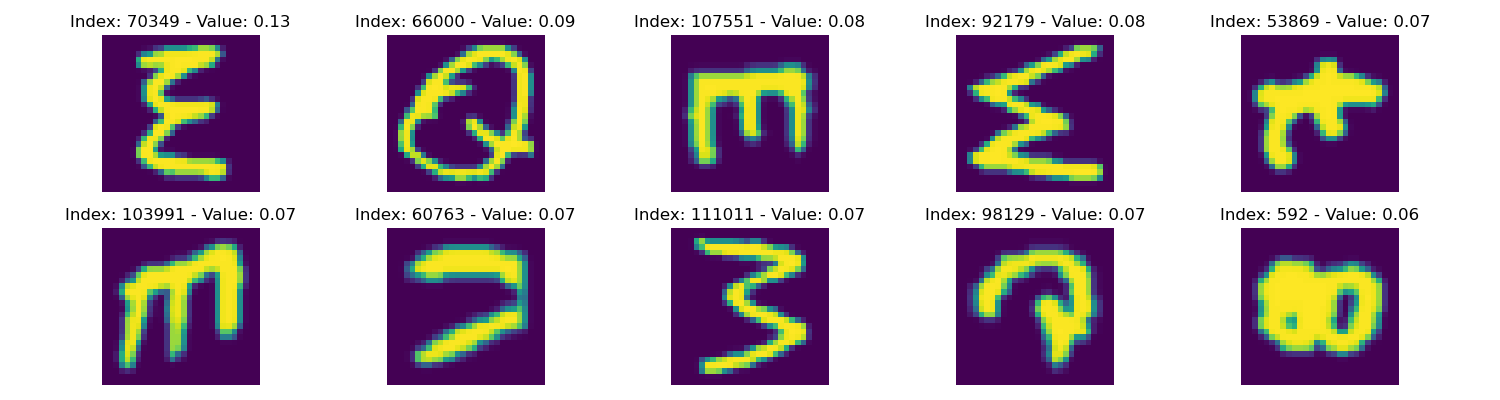 Index: 70349 - Value: 0.13 Index: 66000 - Value: 0.09 Index: 107551 - Value: 0.08 Index: 92179 - Value: 0.08 Index: 53869 - Value: 0.07
Index: 103991 - Value: 0.07 Index: 60763 - Value: 0.07 Index: 111011 - Value: 0.07 Index: 98129 - Value: 0.07 Index: 592 - Value: 0.06